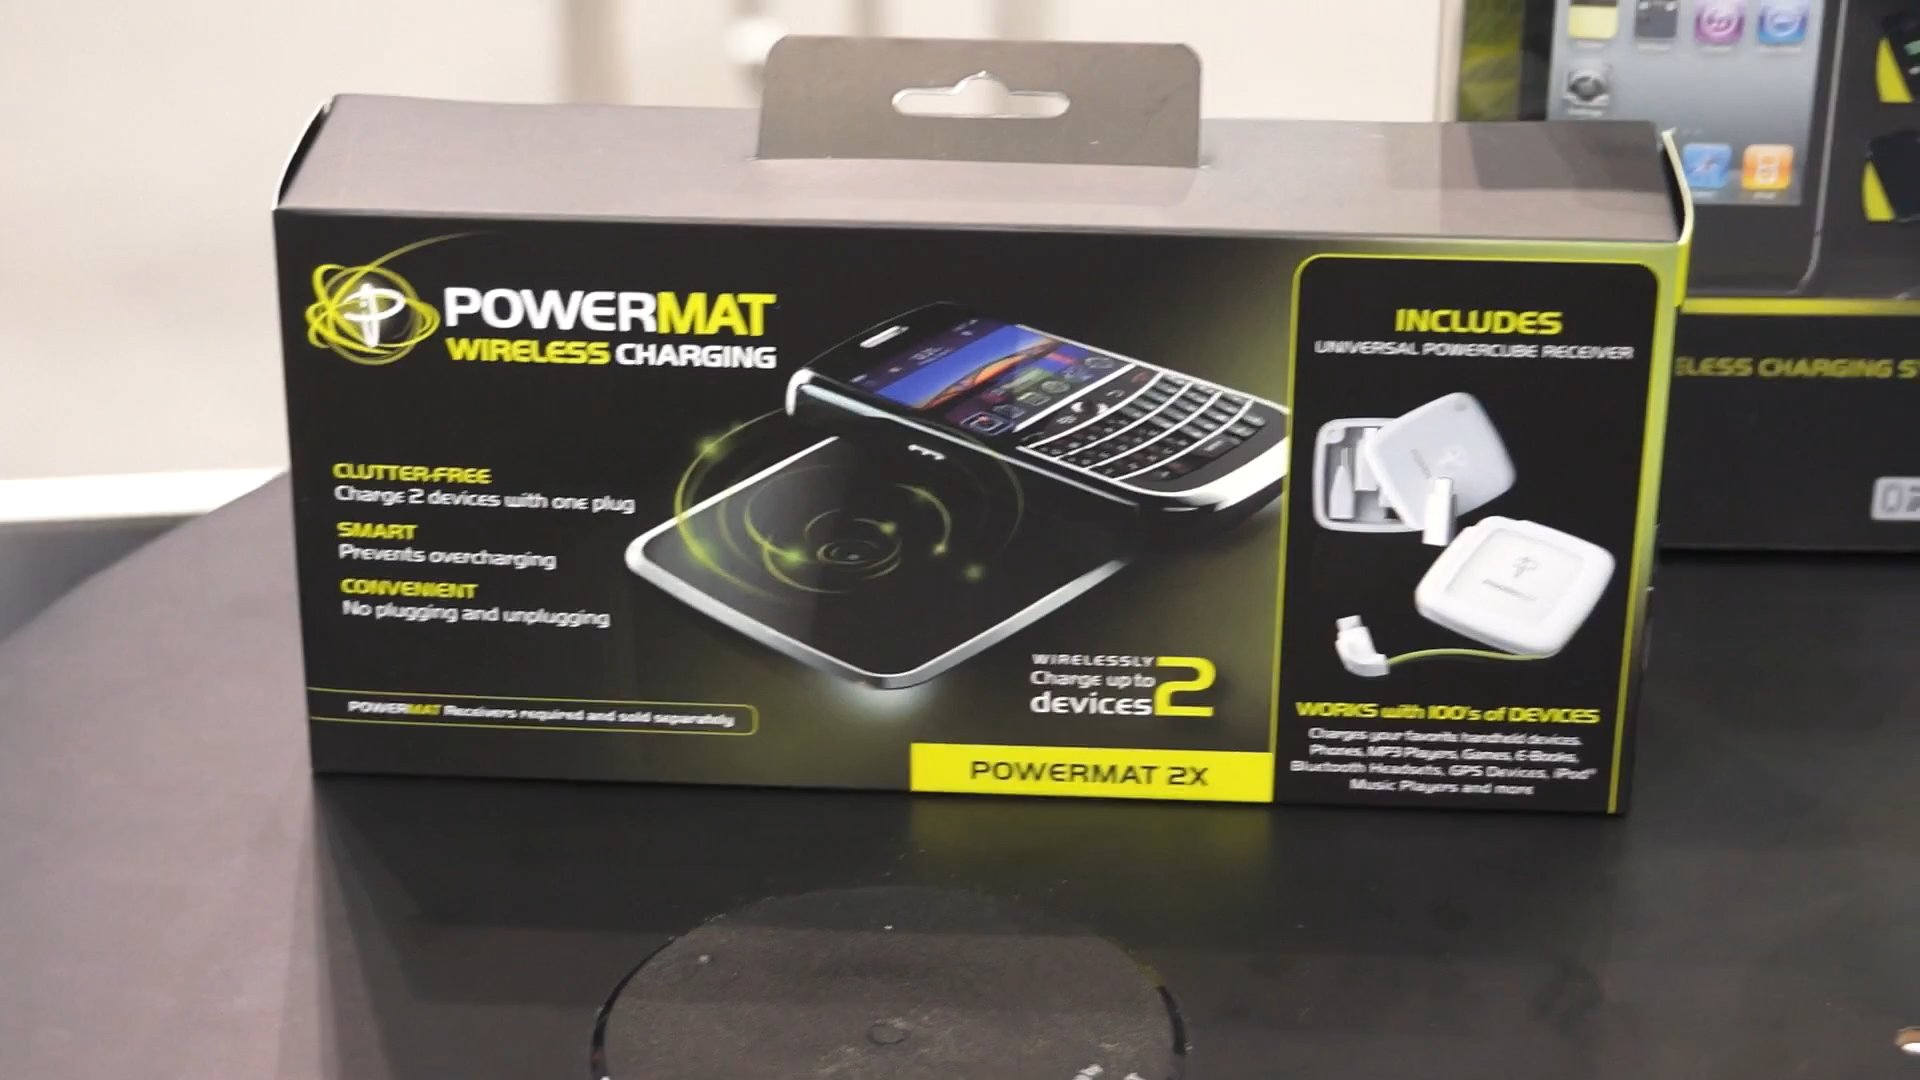 POWERMAT
WIRELESS CHARGING
CLUTTER-FREE
Charge 2 devices with one plug
SMART
Prevents overcharging
CONVENIENT
No plugging and unplugging
POWERMAT Receivers required and sold separately
WIRELESSLY
Charge up to
devices 2
POWERMAT 2X
INCLUDES
UNIVERSAL POWERCUBE RECEIVER
WORKS with 100's of DEVICES
Charges your favorite handheld devices.
Phones, MP3 Players, Games, E-Books,
Bluetooth Headsets, GPS Devices, iPod®
Music Players and more
ELESS CHARGING S